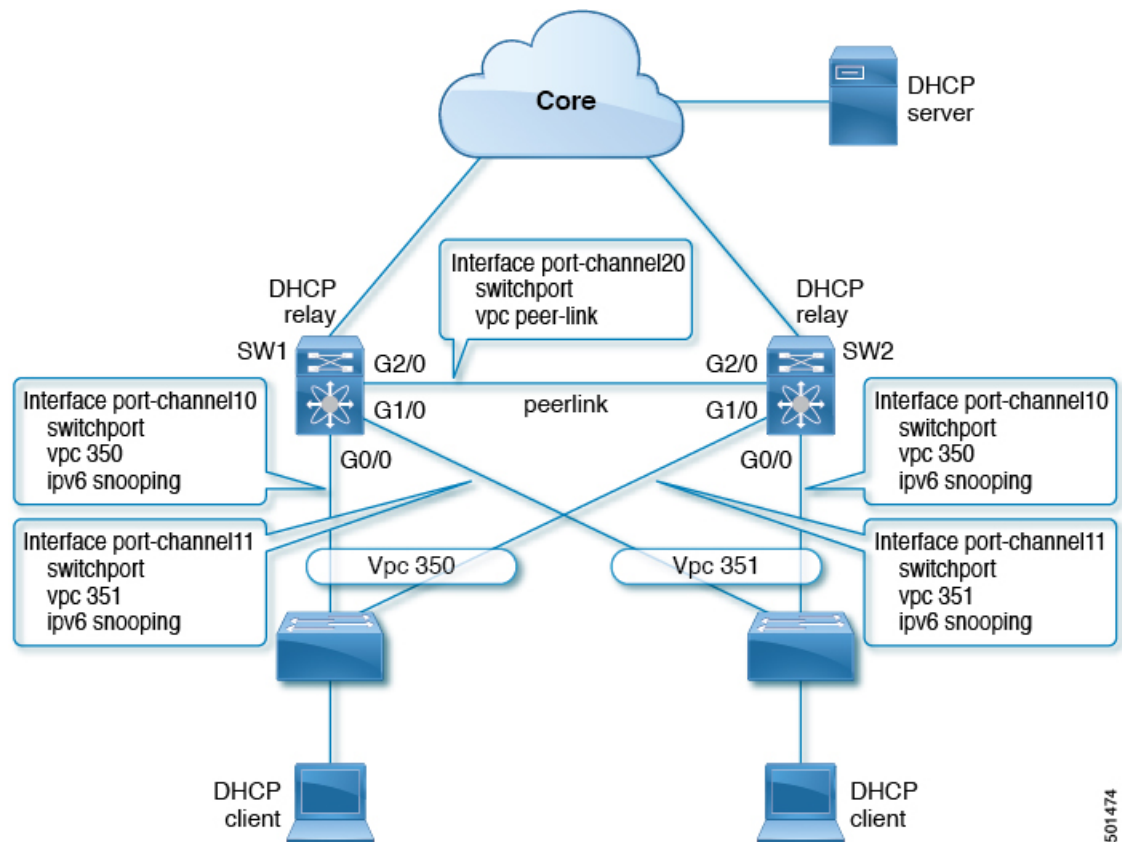 Core
DHCP
server
Interface port-channel20
switchport
vpc peer-link
DHCP
relay
DHCP
relay
SW1
SW2
G2/0
G2/0
peerlink
G1/0
G1/0
G0/0
G0/0
Interface port-channel10
switchport
vpc 350
ipv6 snooping
Interface port-channel10
switchport
vpc 350
ipv6 snooping
Interface port-channel11
switchport
vpc 351
ipv6 snooping
Interface port-channel11
switchport
vpc 351
ipv6 snooping
Vpc 350
Vpc 351
DHCP
client
DHCP
client
501474